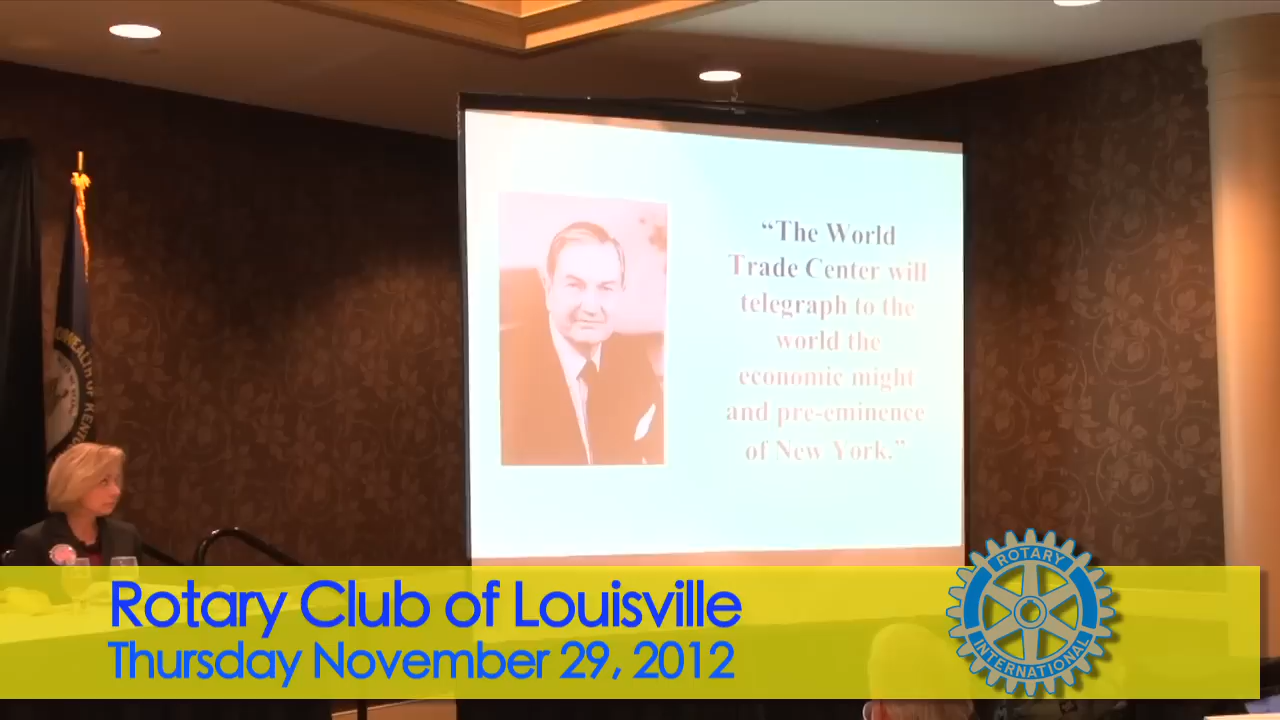 “The World
Trade Center will
telegraph to the
world the
economic might
and pre-eminence
of New York.”
Rotary Club of Louisville
Thursday November 29, 2012
ROTARY
INTERNATIONAL